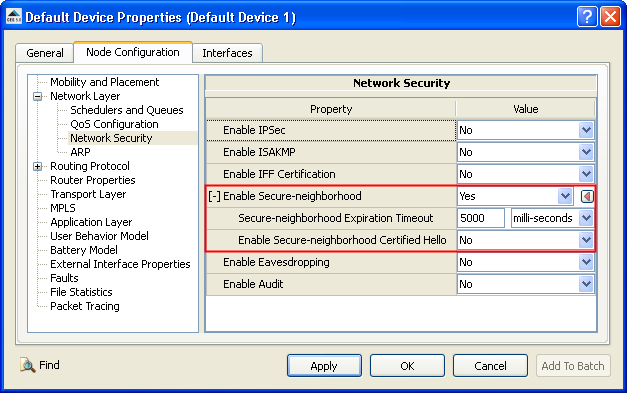 Default Device Properties (Default Device 1)
General Node Configuration Interfaces
Mobility and Placement
Network Layer
Schedulers and Queues
QoS Configuration
Network Security
ARP
Routing Protocol
Router Properties
Transport Layer
MPLS
Application Layer
User Behavior Model
Battery Model
External Interface Properties
Faults
File Statistics
Packet Tracing
Network Security
Property Value
Enable IPSec No
Enable ISAKMP No
Enable IFF Certification No
[-] Enable Secure-neighborhood Yes
Secure-neighborhood Expiration Timeout 5000 milli-seconds
Enable Secure-neighborhood Certified Hello No
Enable Eavesdropping No
Enable Audit No
Find Apply OK Cancel Add To Batch